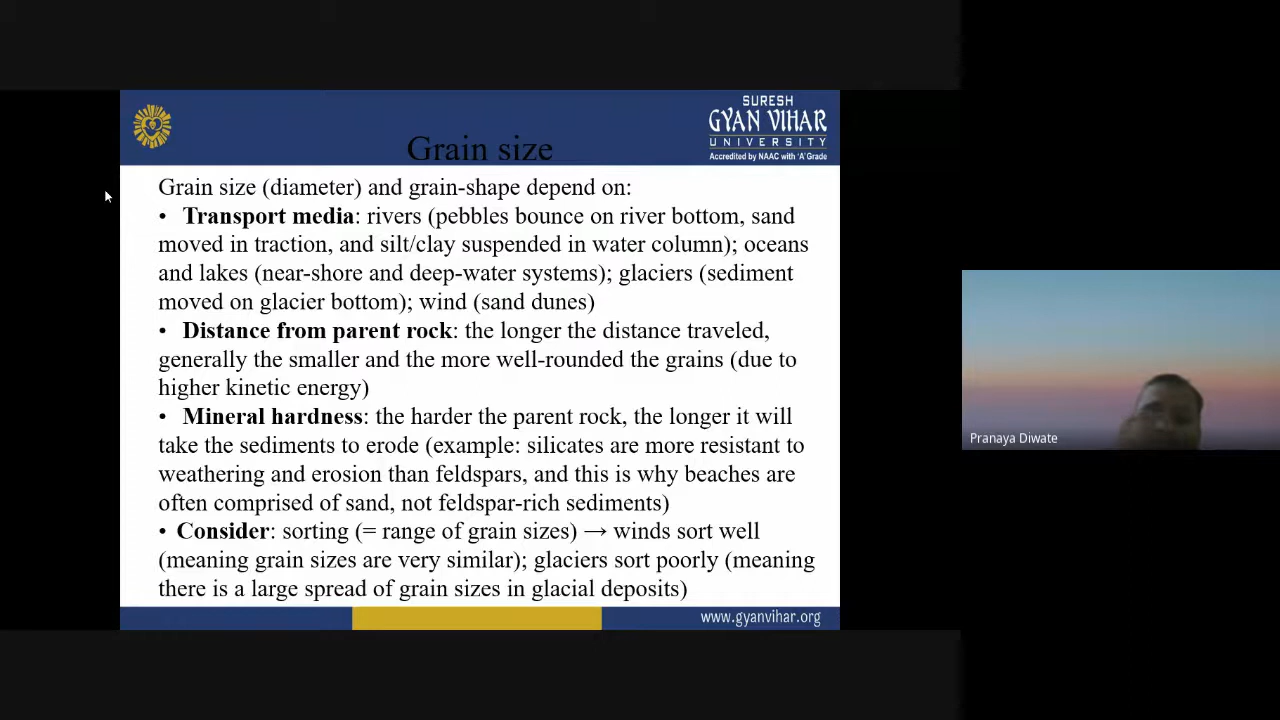 SURESH
GYAN VIHAR
UNIVERSITY
Accredited by NAAC with 'A' Grade
Grain size
Grain size (diameter) and grain-shape depend on:
• Transport media: rivers (pebbles bounce on river bottom, sand
moved in traction, and silt/clay suspended in water column); oceans
and lakes (near-shore and deep-water systems); glaciers (sediment
moved on glacier bottom); wind (sand dunes)
• Distance from parent rock: the longer the distance traveled,
generally the smaller and the more well-rounded the grains (due to
higher kinetic energy)
• Mineral hardness: the harder the parent rock, the longer it will
take the sediments to erode (example: silicates are more resistant to
weathering and erosion than feldspars, and this is why beaches are
often comprised of sand, not feldspar-rich sediments)
• Consider: sorting (= range of grain sizes) → winds sort well
(meaning grain sizes are very similar); glaciers sort poorly (meaning
there is a large spread of grain sizes in glacial deposits)
www.gyanvihar.org
Pranaya Diwate